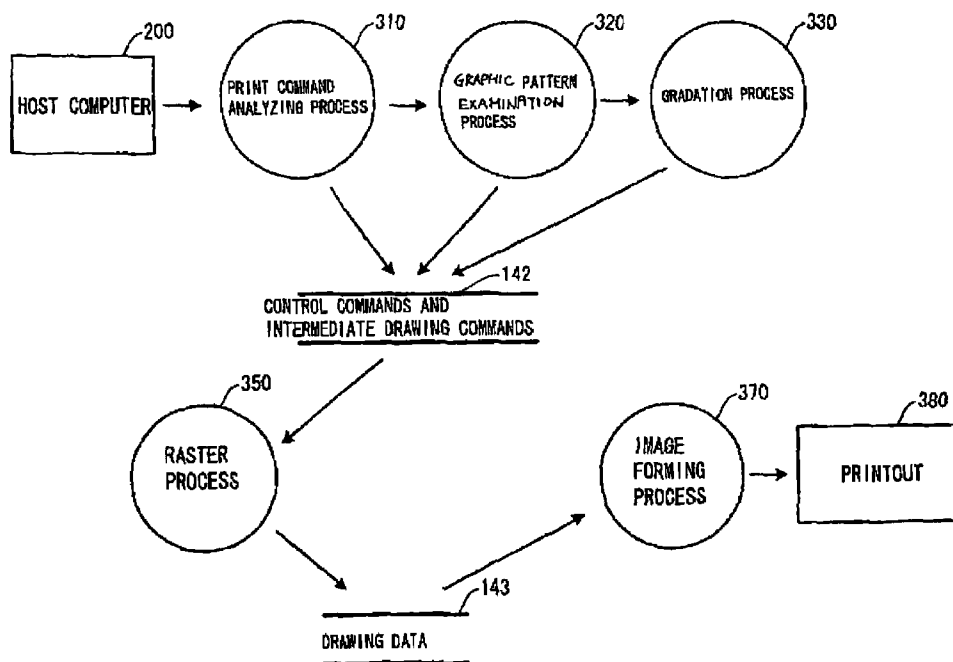 200
HOST COMPUTER
310
PRINT COMMAND
ANALYZING PROCESS
320
GRAPHIC PATTERN
EXAMINATION
PROCESS
330
GRADATION PROCESS
142
CONTROL COMMANDS AND
INTERMEDIATE DRAWING COMMANDS
350
RASTER
PROCESS
370
IMAGE
FORMING
PROCESS
380
PRINTOUT
143
DRAWING DATA